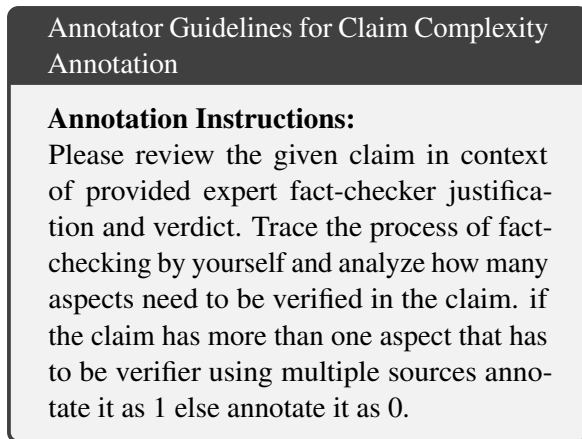 Annotator Guidelines for Claim Complexity
Annotation
Annotation Instructions:
Please review the given claim in context
of provided expert fact-checker justifica-
tion and verdict. Trace the process of fact-
checking by yourself and analyze how many
aspects need to be verified in the claim. if
the claim has more than one aspect that has
to be verifier using multiple sources anno-
tate it as 1 else annotate it as 0.